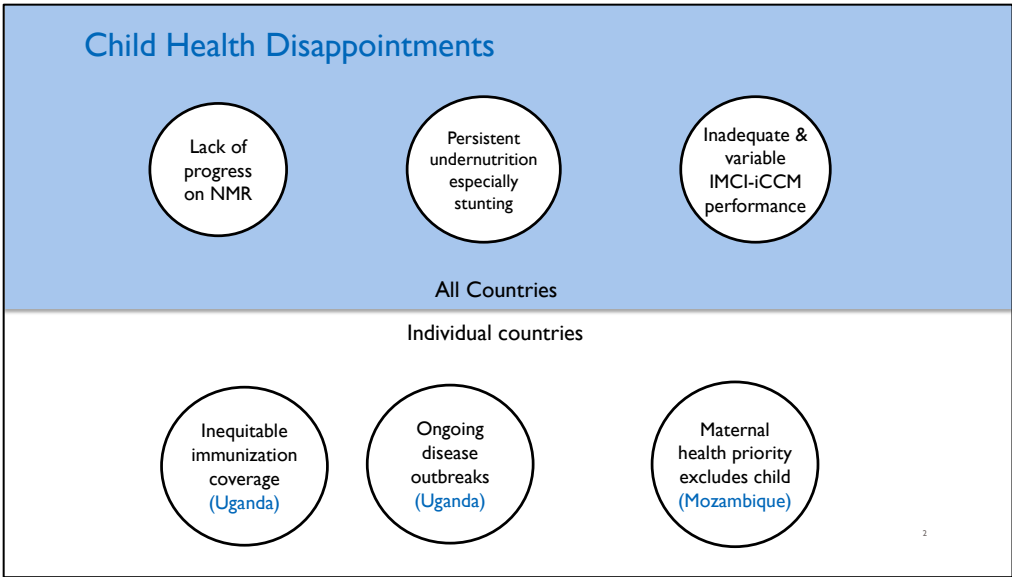 Child Health Disappointments
Lack of
progress
on NMR
Persistent
undernutrition
especially
stunting
Inadequate &
variable
IMCI-iCCM
performance
All Countries
Individual countries
Inequitable
immunization
coverage
(Uganda)
Ongoing
disease
outbreaks
(Uganda)
Maternal
health priority
excludes child
(Mozambique)
2